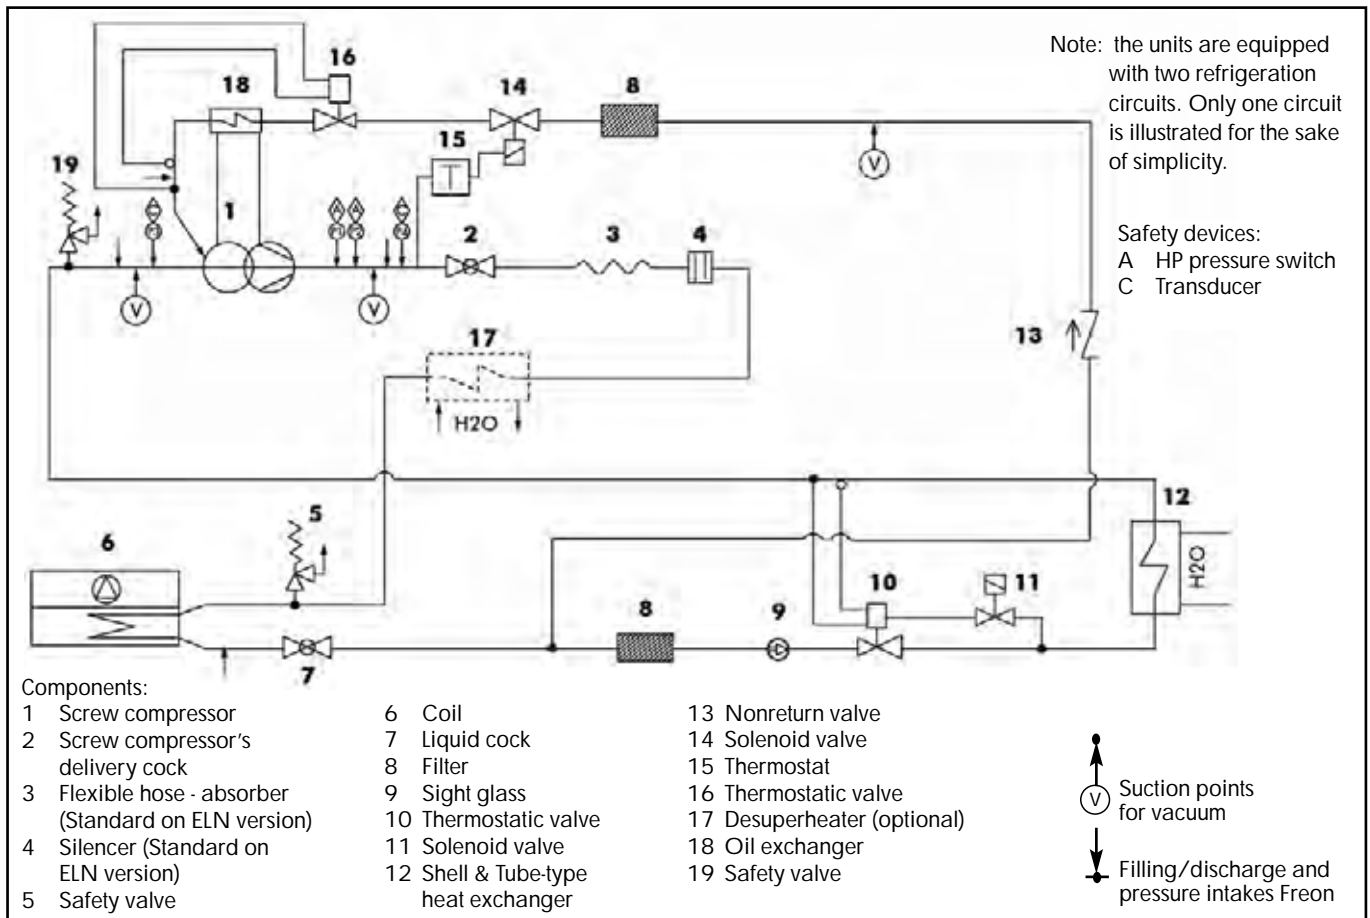 16
18
14
8
Note: the units are equipped
with two refrigeration
circuits. Only one circuit
is illustrated for the sake
of simplicity.
15
19
V
1
2
3
4
Safety devices:
A HP pressure switch
C Transducer
V
V
13
17
H2O
5
6
12
H2O
10
11
8
9
7
Components:
1 Screw compressor
2 Screw compressor's
delivery cock
3 Flexible hose - absorber
(Standard on ELN version)
4 Silencer (Standard on
ELN version)
5 Safety valve
6 Coil
7 Liquid cock
8 Filter
9 Sight glass
10 Thermostatic valve
11 Solenoid valve
12 Shell & Tube-type
heat exchanger
13 Nonreturn valve
14 Solenoid valve
15 Thermostat
16 Thermostatic valve
17 Desuperheater (optional)
18 Oil exchanger
19 Safety valve
V
Suction points
for vacuum
Filling/discharge and
pressure intakes Freon